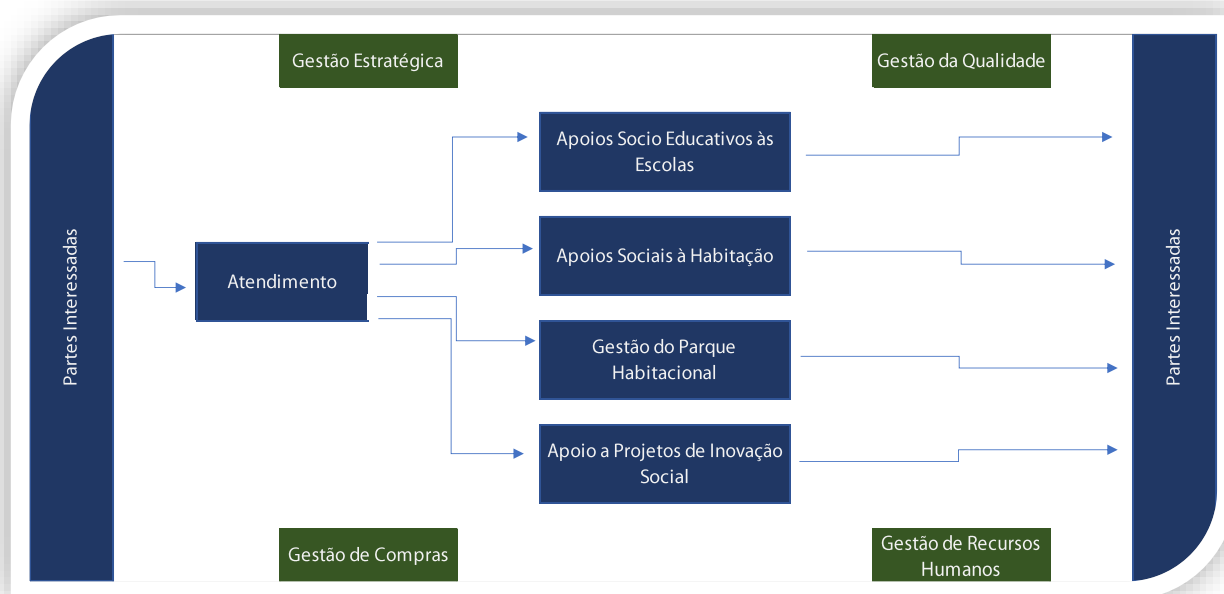 Gestão Estratégica
Gestão da Qualidade
Partes Interessadas
Atendimento
Apoios Socio Educativos às
Escolas
Apoios Sociais à Habitação
Gestão do Parque
Habitacional
Apoio a Projetos de Inovação
Social
Partes Interessadas
Gestão de Compras
Gestão de Recursos
Humanos